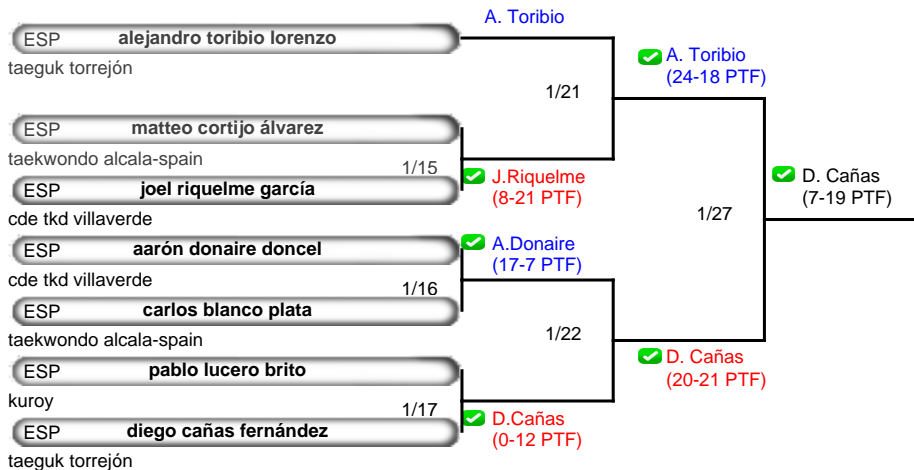 A. Toribio
ESP alejandro toribio lorenzo
taeguk torrejón
A. Toribio
(24-18 PTF)
1/21
ESP matteo cortijo álvarez
taekwondo alcala-spain
1/15
J.Riquelme
(8-21 PTF)
ESP joel riquelme garcía
cde tkd villaverde
D. Cañas
(7-19 PTF)
1/27
ESP aarón donaire doncel
A.Donaire
(17-7 PTF)
cde tkd villaverde
1/16
ESP carlos blanco plata
taekwondo alcala-spain
1/22
ESP pablo lucero brito
D. Cañas
(20-21 PTF)
kuroy
1/17
D.Cañas
(0-12 PTF)
ESP diego cañas fernández
taeguk torrejón